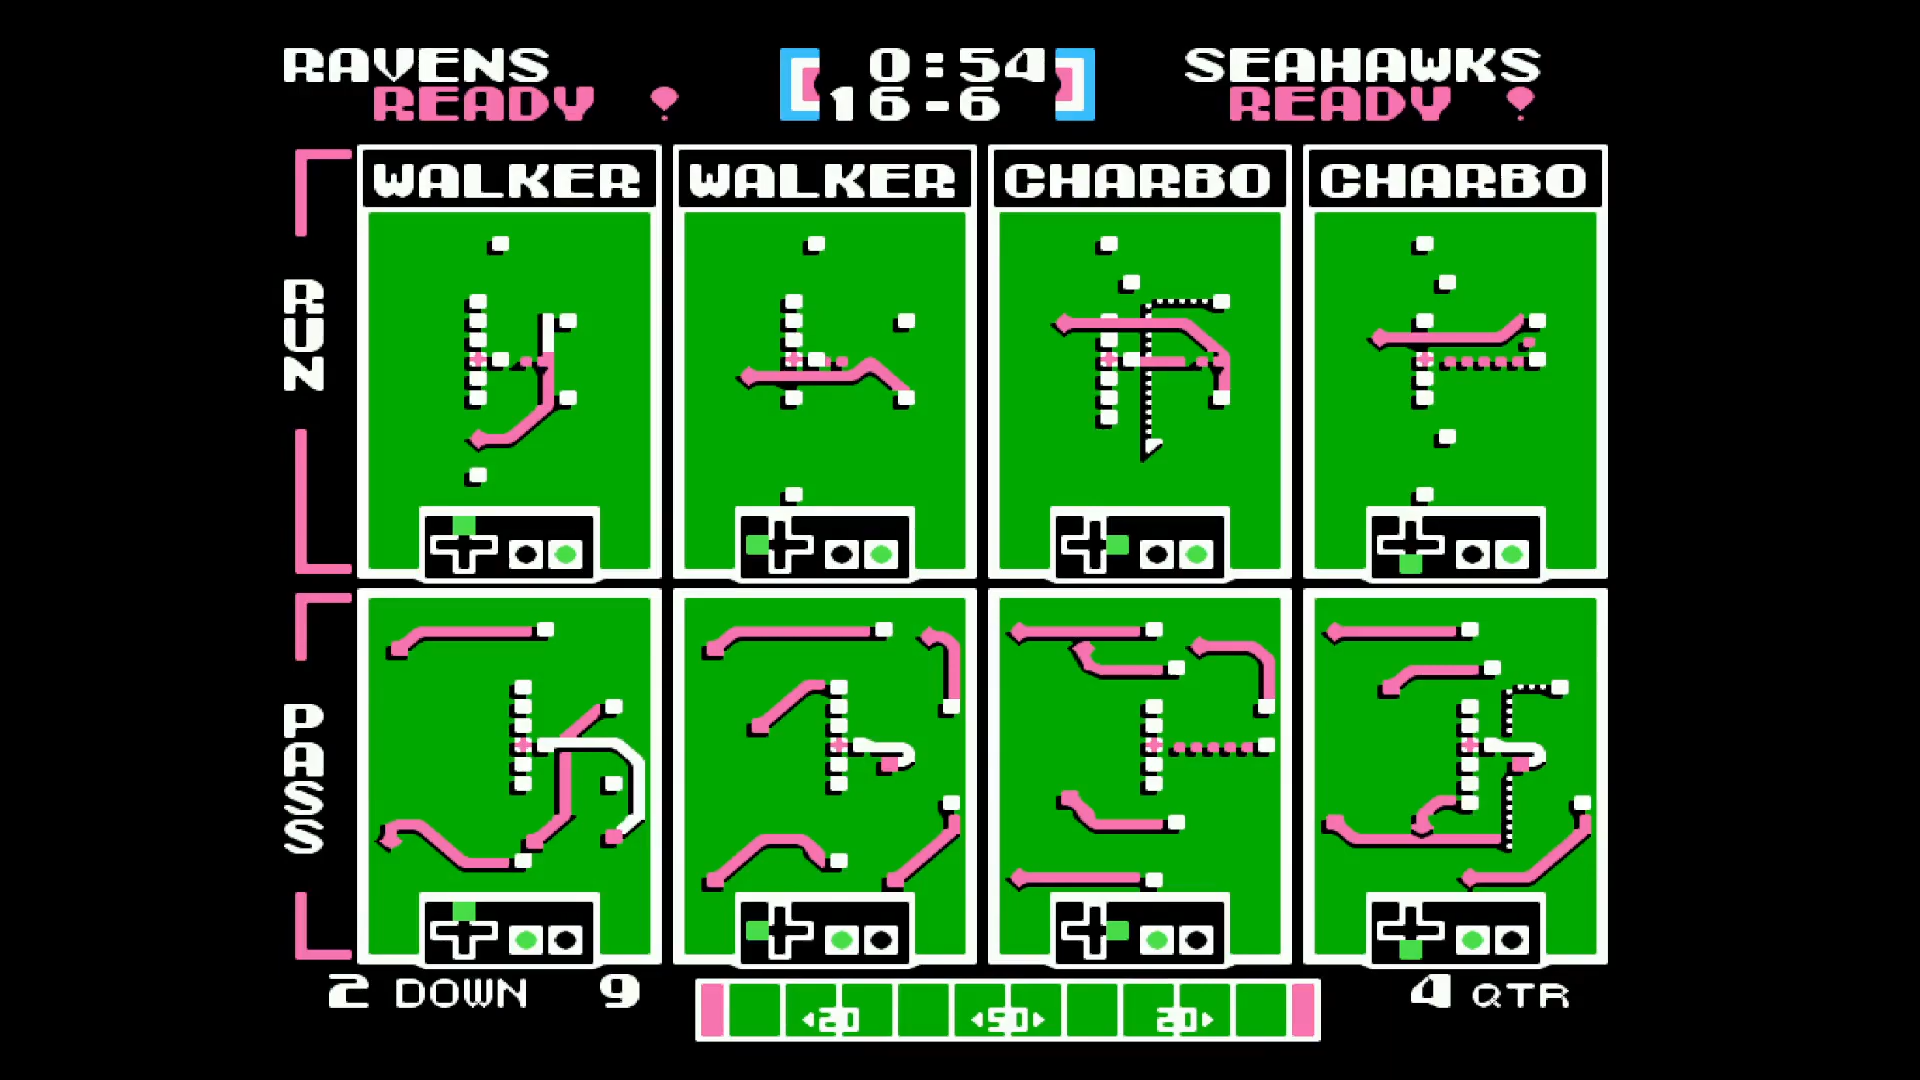 RAVENS 0:54 SEAHAWKS
READY 16-6 READY
WALKER WALKER CHARBO CHARBO
RUN
PASS
2 DOWN 9 4 QTR
20 50 20